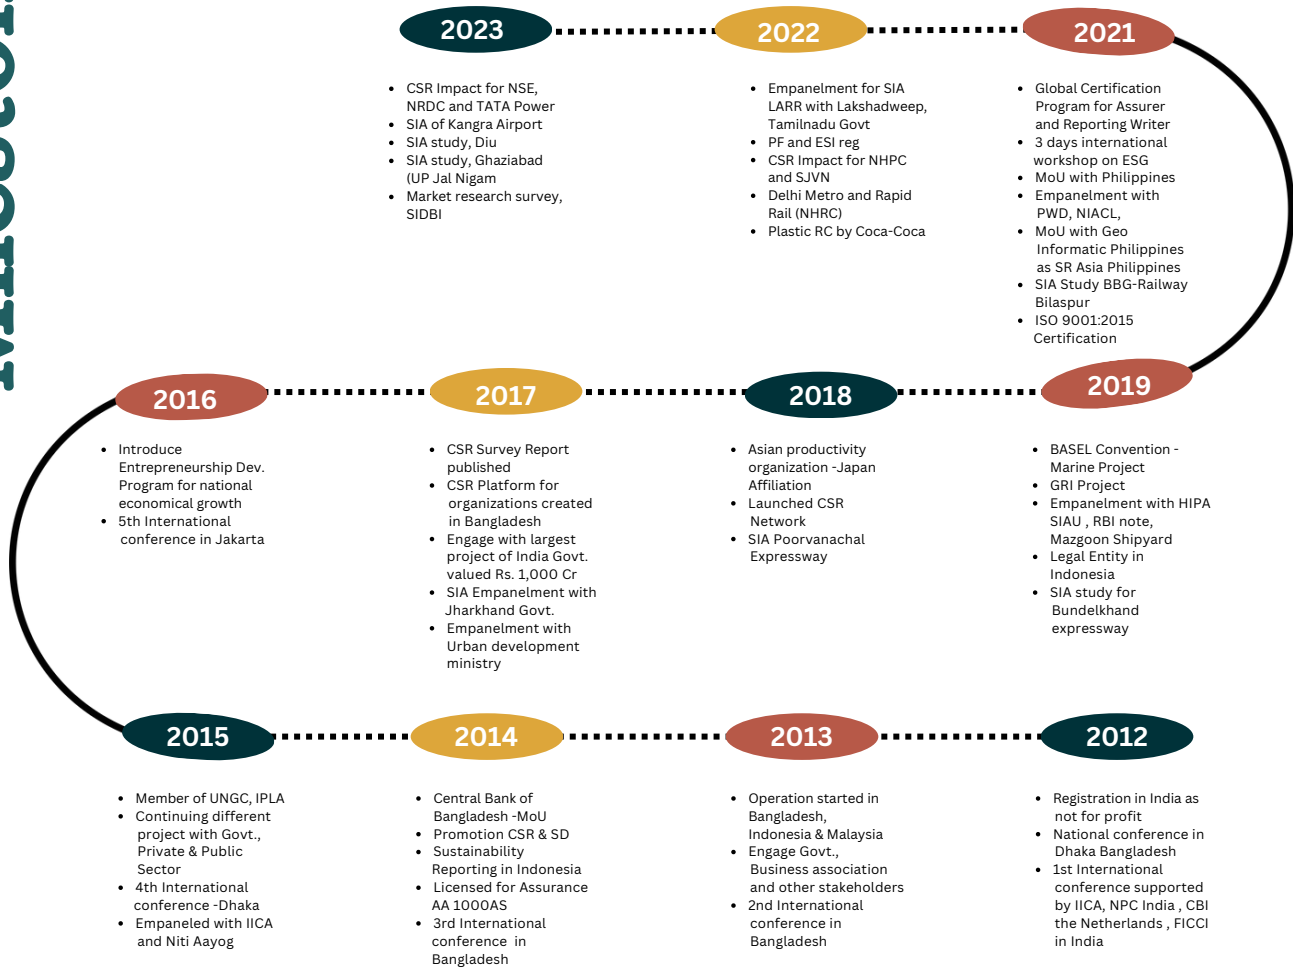 2023
2022
2021
CSR Impact for NSE,
NRDC and TATA Power
SIA of Kangra Airport
SIA study, Diu
SIA study, Ghaziabad
(UP Jal Nigam
Market research survey,
SIDBI
Empanelment for SIA
LARR with Lakshadweep,
Tamilnadu Govt
PF and ESI reg
CSR Impact for NHPC
and SJVN
Delhi Metro and Rapid
Rail (NHRC)
Plastic RC by Coca-Coca
Global Certification
Program for Assurer
and Reporting Writer
3 days international
workshop on ESG
MoU with Philippines
Empanelment with
PWD, NIACL,
MoU with Geo
Informatic Philippines
as SR Asia Philippines
SIA Study BBG-Railway
Bilaspur
ISO 9001:2015
Certification
2016
2017
2018
2019
Introduce
Entrepreneurship Dev.
Program for national
economical growth
5th International
conference in Jakarta
CSR Survey Report
published
CSR Platform for
organizations created
in Bangladesh
Engage with largest
project of India Govt.
valued Rs. 1,000 Cr
SIA Empanelment with
Jharkhand Govt.
Empanelment with
Urban development
ministry
Asian productivity
organization -Japan
Affiliation
Launched CSR
Network
SIA Poorvanachal
Expressway
BASEL Convention -
Marine Project
GRI Project
Empanelment with HIPA
SIAU , RBI note,
Mazgoon Shipyard
Legal Entity in
Indonesia
SIA study for
Bundelkhand
expressway
2015
2014
2013
2012
Member of UNGC, IPLA
Continuing different
project with Govt.,
Private & Public
Sector
4th International
conference -Dhaka
Empaneled with IICA
and Niti Aayog
Central Bank of
Bangladesh -MoU
Promotion CSR & SD
Sustainability
Reporting in Indonesia
Licensed for Assurance
AA 1000AS
3rd International
conference in
Bangladesh
Operation started in
Bangladesh,
Indonesia & Malaysia
Engage Govt.,
Business association
and other stakeholders
2nd International
conference in
Bangladesh
Registration in India as
not for profit
National conference in
Dhaka Bangladesh
1st International
conference supported
by IICA, NPC India , CBI
the Netherlands , FICCI
in India